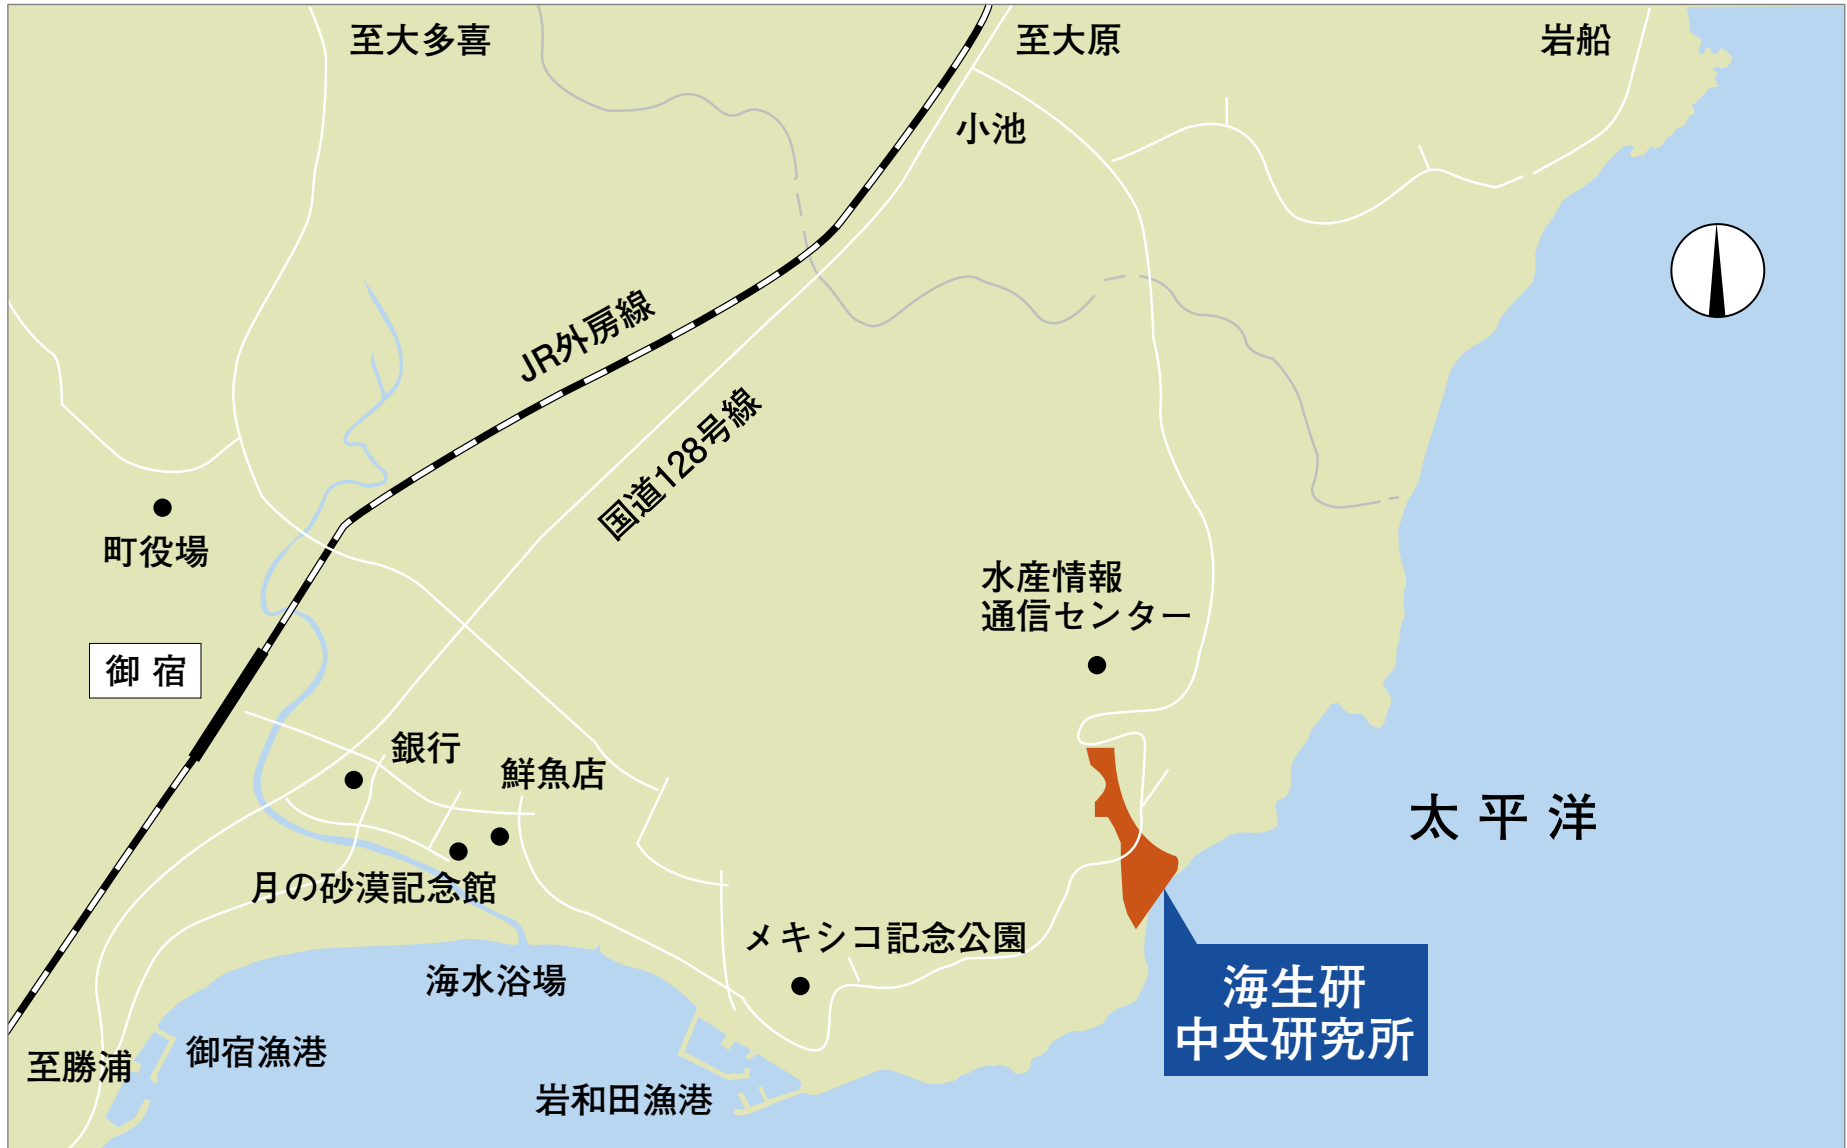 至大多喜
至大原
岩船
小池
JR外房線
国道128号線
町役場
水産情報
通信センター
御宿
銀行
鮮魚店
太平洋
月の砂漠記念館
メキシコ記念公園
海水浴場
海生研
中央研究所
御宿漁港
至勝浦
岩和田漁港